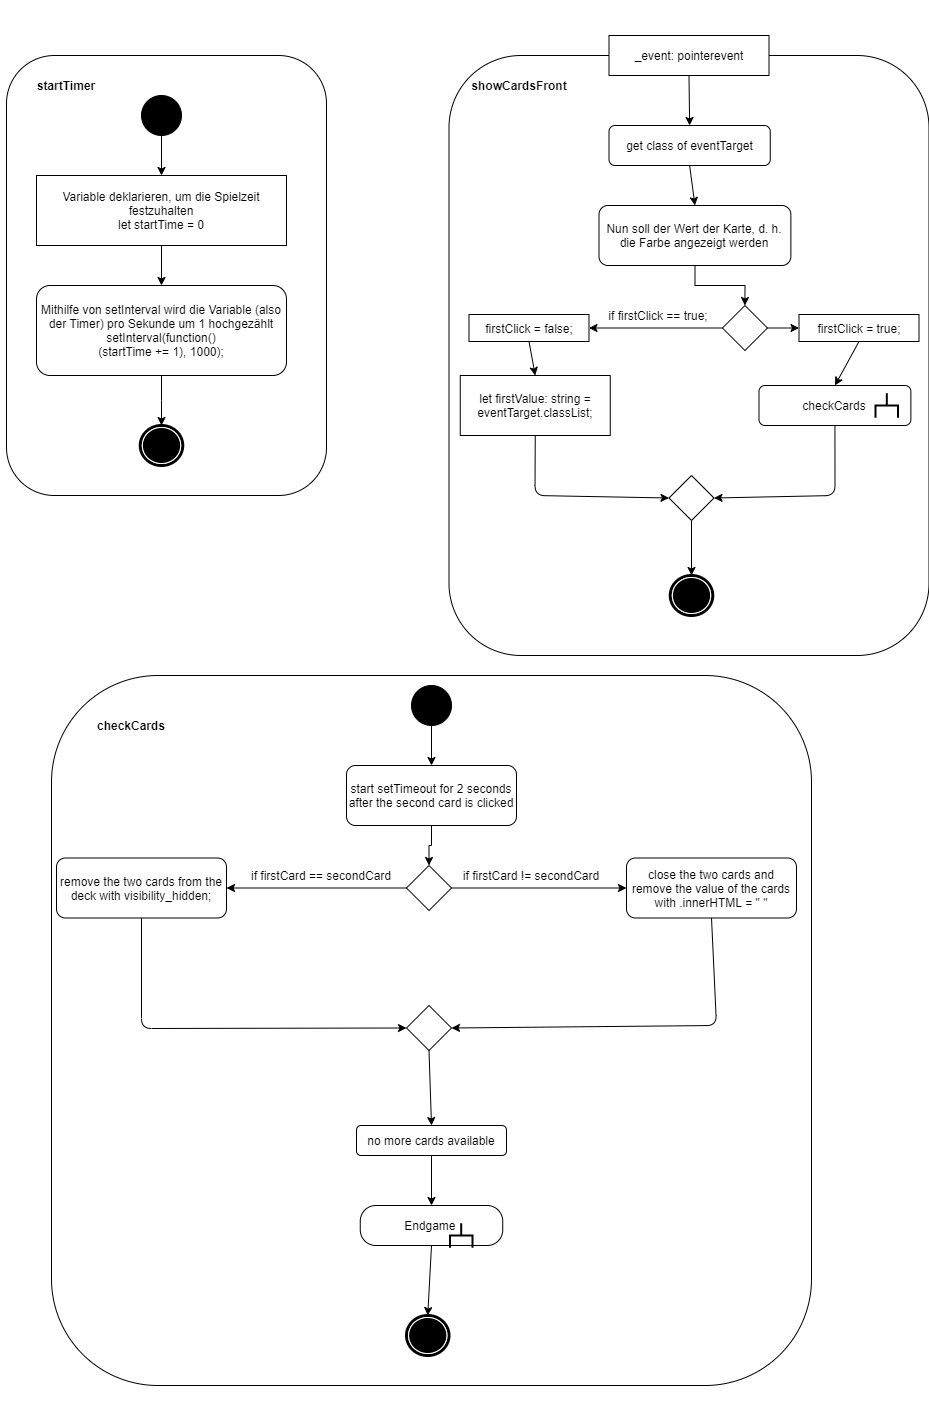 startTimer
Variable deklarieren, um die Spielzeit
festzuhalten
let startTime = 0
Mithilfe von setInterval wird die Variable (also
der Timer) pro Sekunde um 1 hochgezählt
setInterval(function()
(startTime += 1), 1000);
_event: pointerevent
showCardsFront
get class of eventTarget
Nun soll der Wert der Karte, d. h.
die Farbe angezeigt werden
if firstClick == true;
firstClick = false;
firstClick = true;
let firstValue: string =
eventTarget.classList;
checkCards
checkCards
start setTimeout for 2 seconds
after the second card is clicked
if firstCard == secondCard
if firstCard != secondCard
remove the two cards from the
deck with visibility_hidden;
close the two cards and
remove the value of the cards
with .innerHTML = " "
no more cards available
Endgame